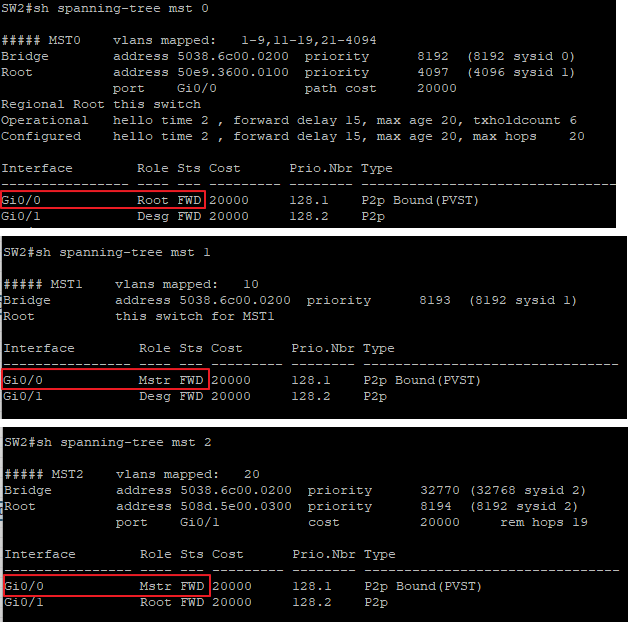 SW2#sh spanning-tree mst 0
##### MST0    vlans mapped:   1-9,11-19,21-4094
Bridge        address 5038.6c00.0200  priority      8192  (8192 sysid 0)
Root          address 50e9.3600.0100  priority      4097  (4096 sysid 1)
              port    Gi0/0           path cost     20000
Regional Root this switch
Operational   hello time 2 , forward delay 15, max age 20, txholdcount 6
Configured    hello time 2 , forward delay 15, max age 20, max hops    20
Interface        Role Sts Cost      Prio.Nbr Type
---------------- ---- --- --------- -------- --------------------------------
Gi0/0            Root FWD 20000     128.1    P2p Bound(PVST)
Gi0/1            Desg FWD 20000     128.2    P2p
SW2#sh spanning-tree mst 1
##### MST1    vlans mapped:   10
Bridge        address 5038.6c00.0200  priority      8193  (8192 sysid 1)
Root          this switch for MST1
Interface        Role Sts Cost      Prio.Nbr Type
---------------- ---- --- --------- -------- --------------------------------
Gi0/0            Mstr FWD 20000     128.1    P2p Bound(PVST)
Gi0/1            Desg FWD 20000     128.2    P2p
SW2#sh spanning-tree mst 2
##### MST2    vlans mapped:   20
Bridge        address 5038.6c00.0200  priority      32770 (32768 sysid 2)
Root          address 508d.5e00.0300  priority      8194  (8192 sysid 2)
              port    Gi0/1           cost          20000     rem hops 19
Interface        Role Sts Cost      Prio.Nbr Type
---------------- ---- --- --------- -------- --------------------------------
Gi0/0            Mstr FWD 20000     128.1    P2p Bound(PVST)
Gi0/1            Root FWD 20000     128.2    P2p